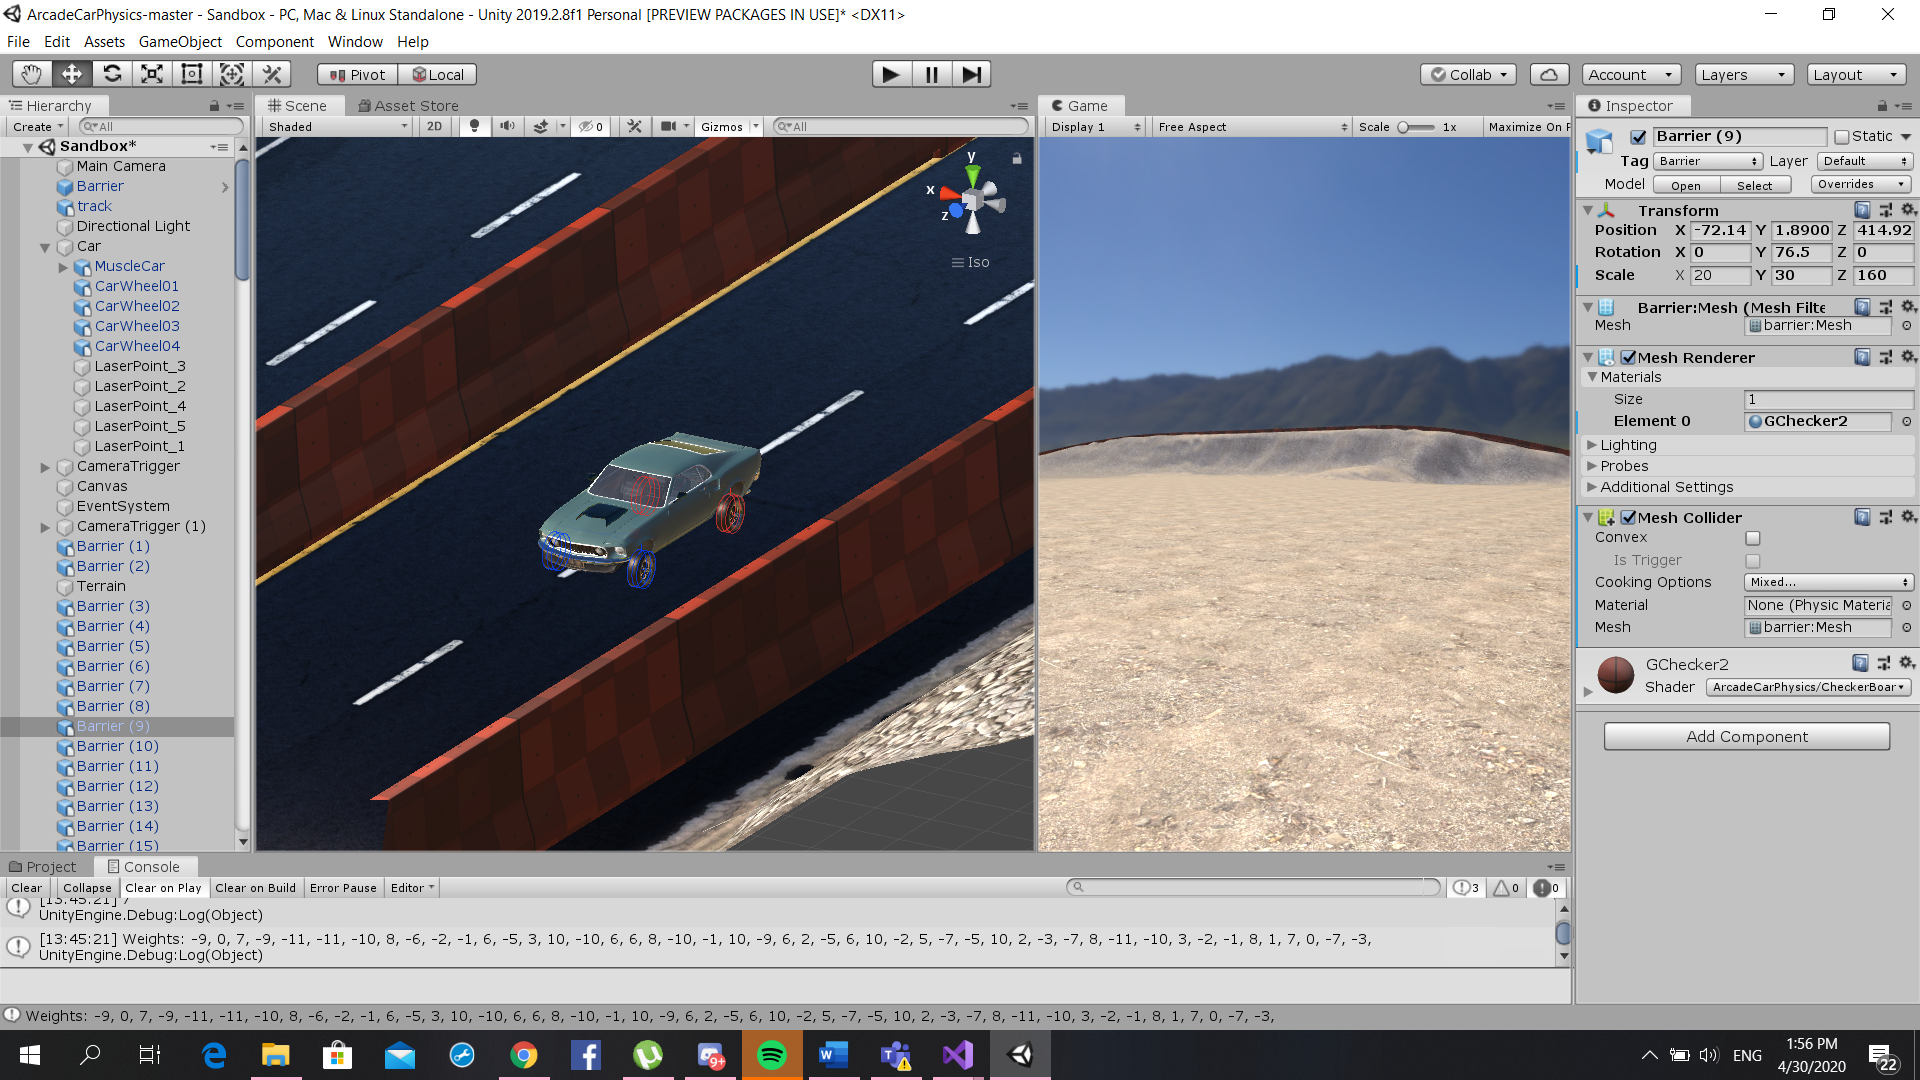 ArcadeCarPhysics-master - Sandbox - PC, Mac & Linux Standalone - Unity 2019.2.8f1 Personal [PREVIEW PACKAGES IN USE]* <DX11>
File Edit Assets GameObject Component Window Help
Pivot Local Collab Account Layers Layout
Hierarchy
Create All
Sandbox*
Main Camera
Barrier
track
Directional Light
Car
MuscleCar
CarWheel01
CarWheel02
CarWheel03
CarWheel04
LaserPoint_3
LaserPoint_2
LaserPoint_4
LaserPoint_5
LaserPoint_1
CameraTrigger
Canvas
EventSystem
CameraTrigger (1)
Barrier (1)
Barrier (2)
Terrain
Barrier (3)
Barrier (4)
Barrier (5)
Barrier (6)
Barrier (7)
Barrier (8)
Barrier (9)
Barrier (10)
Barrier (11)
Barrier (12)
Barrier (13)
Barrier (14)
Barrier (15)
Scene Asset Store
Shaded 2D 0 Gizmos All
y
x
z
Iso
Game
Display 1 Free Aspect Scale 1x Maximize On P
Inspector
Barrier (9) Static
Tag Barrier Layer Default
Model Open Select Overrides
Transform
Position X -72.14 Y 1.8900 Z 414.92
Rotation X 0 Y 76.5 Z 0
Scale X 20 Y 30 Z 160
Barrier:Mesh (Mesh Filte
Mesh barrier:Mesh
Mesh Renderer
Materials
Size 1
Element 0 GChecker2
Lighting
Probes
Additional Settings
Mesh Collider
Convex
Is Trigger
Cooking Options Mixed...
Material None (Physic Materia
Mesh barrier:Mesh
GChecker2
Shader ArcadeCarPhysics/CheckerBoar
Add Component
Project Console
Clear Collapse Clear on Play Clear on Build Error Pause Editor 3 0 0
[13:45:21] 7
UnityEngine.Debug:Log(Object)
[13:45:21] Weights: -9, 0, 7, -9, -11, -11, -10, 8, -6, -2, -1, 6, -5, 3, 10, -10, 6, 6, 8, -10, -1, 10, -9, 6, 2, -5, 6, 10, -2, 5, -7, -5, 10, 2, -3, -7, 8, -11, -10, 3, -2, -1, 8, 1, 7, 0, -7, -3,
UnityEngine.Debug:Log(Object)
Weights: -9, 0, 7, -9, -11, -11, -10, 8, -6, -2, -1, 6, -5, 3, 10, -10, 6, 6, 8, -10, -1, 10, -9, 6, 2, -5, 6, 10, -2, 5, -7, -5, 10, 2, -3, -7, 8, -11, -10, 3, -2, -1, 8, 1, 7, 0, -7, -3,
9+ ENG 1:56 PM
4/30/2020
22